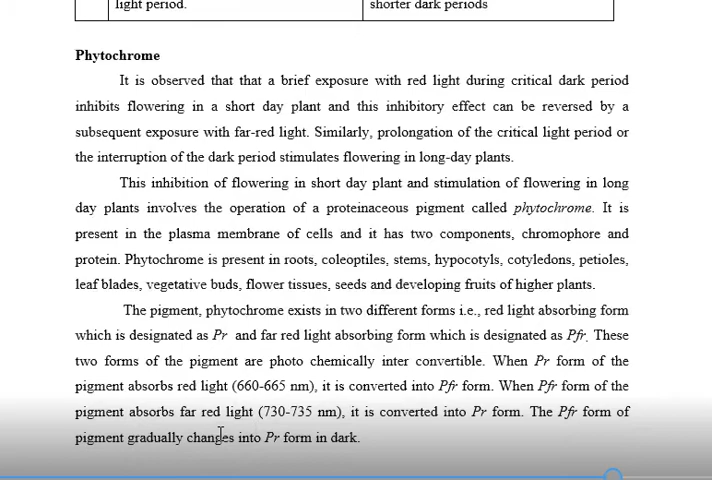 light period. shorter dark periods
Phytochrome
It is observed that that a brief exposure with red light during critical dark period
inhibits flowering in a short day plant and this inhibitory effect can be reversed by a
subsequent exposure with far-red light. Similarly, prolongation of the critical light period or
the interruption of the dark period stimulates flowering in long-day plants.
This inhibition of flowering in short day plant and stimulation of flowering in long
day plants involves the operation of a proteinaceous pigment called phytochrome. It is
present in the plasma membrane of cells and it has two components, chromophore and
protein. Phytochrome is present in roots, coleoptiles, stems, hypocotyls, cotyledons, petioles,
leaf blades, vegetative buds, flower tissues, seeds and developing fruits of higher plants.
The pigment, phytochrome exists in two different forms i.e., red light absorbing form
which is designated as Pr and far red light absorbing form which is designated as Pfr. These
two forms of the pigment are photo chemically inter convertible. When Pr form of the
pigment absorbs red light (660-665 nm), it is converted into Pfr form. When Pfr form of the
pigment absorbs far red light (730-735 nm), it is converted into Pr form. The Pfr form of
pigment gradually changes into Pr form in dark.